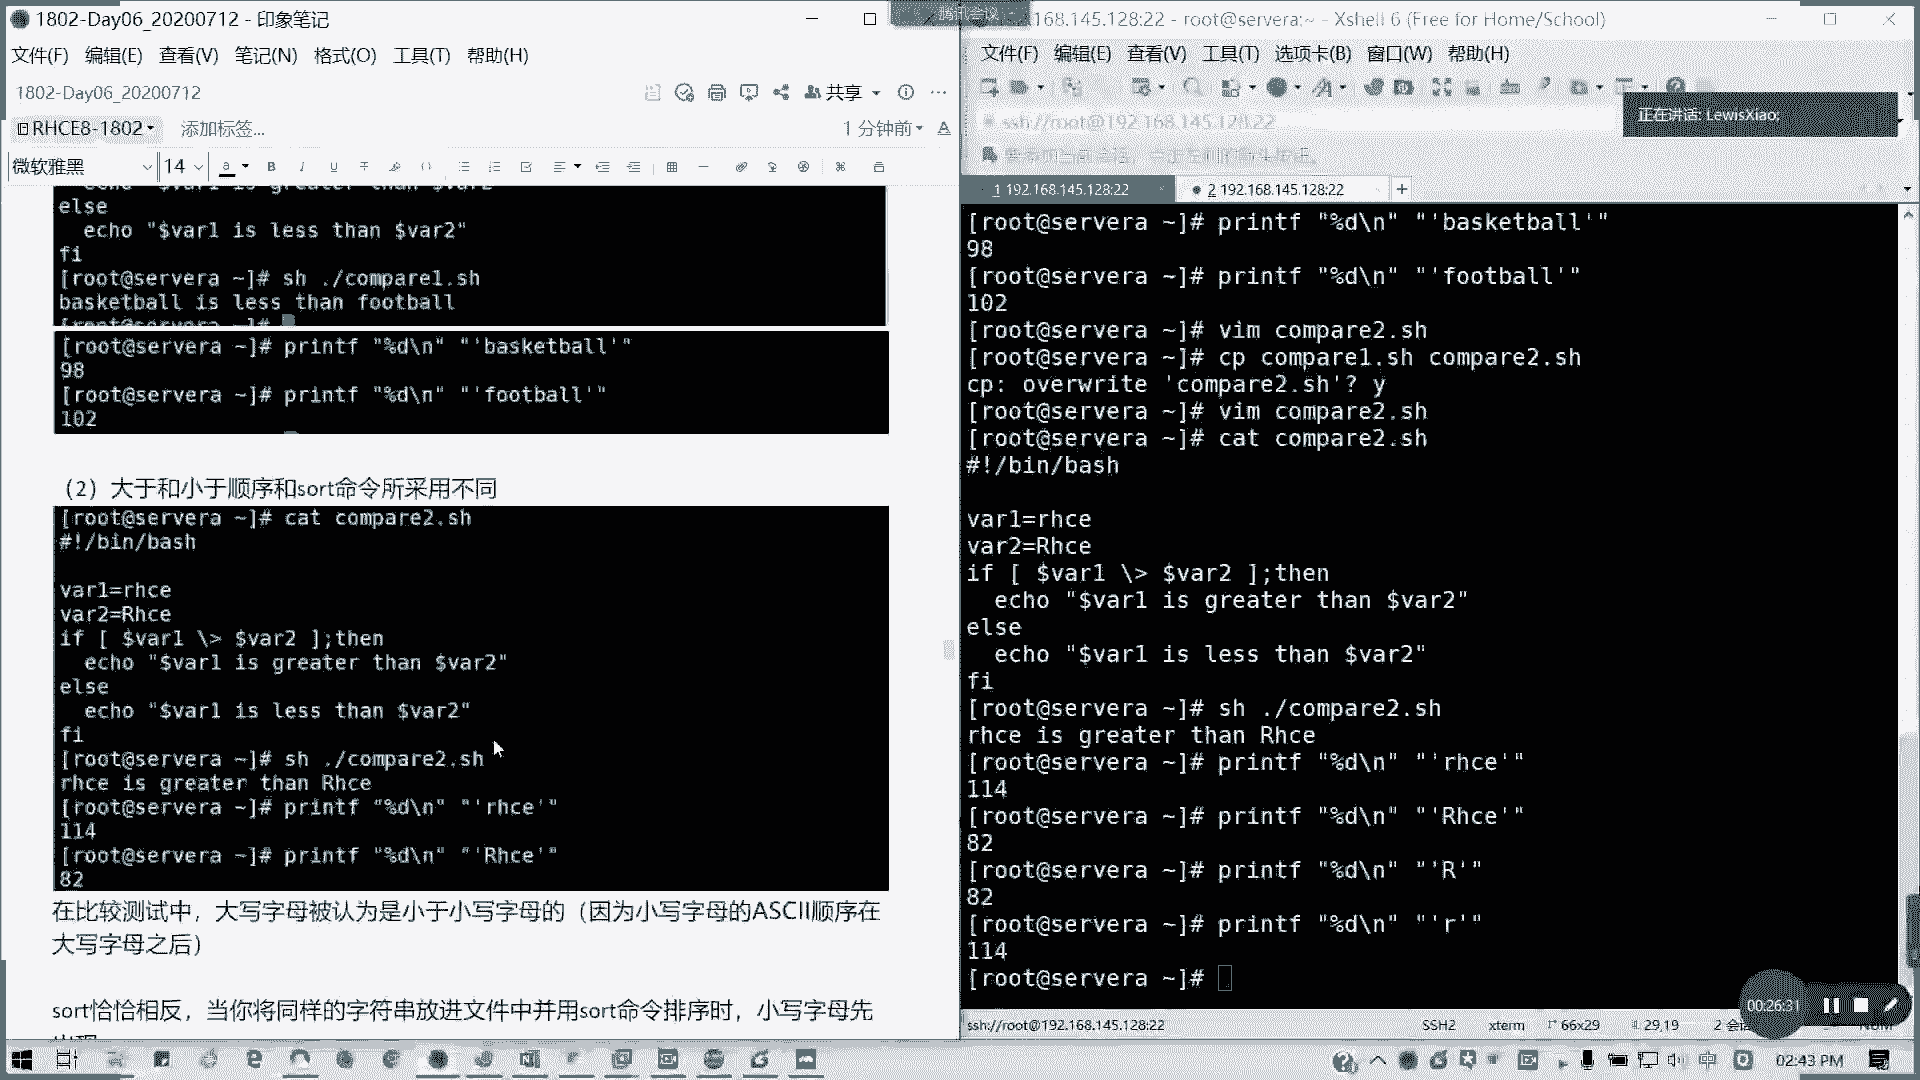 1802-Day06_20200712 - 印象笔记
文件(F) 编辑(E) 查看(V) 笔记(N) 格式(O) 工具(T) 帮助(H)
1802-Day06_20200712
共享
RHCE8-1802
添加标签...
1 分钟前
微软雅黑
14
else
  echo "$var1 is less than $var2"
fi
[root@servera ~]# sh ./compare1.sh
basketball is less than football
[root@servera ~]#
[root@servera ~]# printf "%d\n" "'basketball'"
98
[root@servera ~]# printf "%d\n" "'football'"
102
（2）大于和小于顺序和sort命令所采用不同
[root@servera ~]# cat compare2.sh
#!/bin/bash
var1=rhce
var2=Rhce
if [ $var1 \> $var2 ];then
  echo "$var1 is greater than $var2"
else
  echo "$var1 is less than $var2"
fi
[root@servera ~]# sh ./compare2.sh
rhce is greater than Rhce
[root@servera ~]# printf "%d\n" "'rhce'"
114
[root@servera ~]# printf "%d\n" "'Rhce'"
82
在比较测试中，大写字母被认为是小于小写字母的（因为小写字母的ASCII顺序在
大写字母之后）
sort恰恰相反，当你将同样的字符串放进文件中并用sort命令排序时，小写字母先
腾讯会议
192.168.145.128:22 - root@servera:~ - Xshell 6 (Free for Home/School)
文件(F) 编辑(E) 查看(V) 工具(T) 选项卡(B) 窗口(W) 帮助(H)
ssh://root@192.168.145.128:22
正在讲话: LewisXiao;
1 192.168.145.128:22
2 192.168.145.128:22
[root@servera ~]# printf "%d\n" "'basketball'"
98
[root@servera ~]# printf "%d\n" "'football'"
102
[root@servera ~]# vim compare2.sh
[root@servera ~]# cp compare1.sh compare2.sh
cp: overwrite 'compare2.sh'? y
[root@servera ~]# vim compare2.sh
[root@servera ~]# cat compare2.sh
#!/bin/bash
var1=rhce
var2=Rhce
if [ $var1 \> $var2 ];then
  echo "$var1 is greater than $var2"
else
  echo "$var1 is less than $var2"
fi
[root@servera ~]# sh ./compare2.sh
rhce is greater than Rhce
[root@servera ~]# printf "%d\n" "'rhce'"
114
[root@servera ~]# printf "%d\n" "'Rhce'"
82
[root@servera ~]# printf "%d\n" "'R'"
82
[root@servera ~]# printf "%d\n" "'r'"
114
[root@servera ~]#
00:26:31
ssh://root@192.168.145.128:22
SSH2
xterm
66x29
29,19
NUM
中
02:43 PM